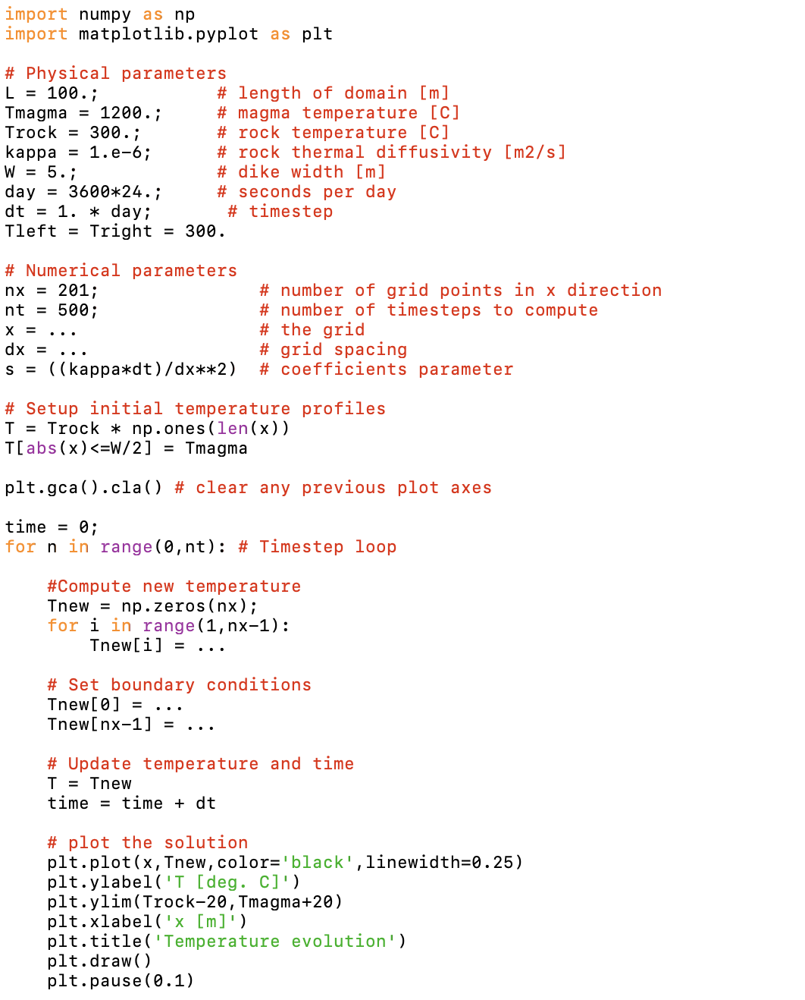 import numpy as np
import matplotlib.pyplot as plt

# Physical parameters
L = 100.;           # length of domain [m]
Tmagma = 1200.;     # magma temperature [C]
Trock = 300.;       # rock temperature [C]
kappa = 1.e-6;      # rock thermal diffusivity [m2/s]
W = 5.;             # dike width [m]
day = 3600*24.;     # seconds per day
dt = 1. * day;       # timestep
Tleft = Tright = 300.

# Numerical parameters
nx = 201;               # number of grid points in x direction
nt = 500;               # number of timesteps to compute
x = ...                 # the grid
dx = ...                # grid spacing
s = ((kappa*dt)/dx**2)  # coefficients parameter

# Setup initial temperature profiles
T = Trock * np.ones(len(x))
T[abs(x)<=W/2] = Tmagma

plt.gca().cla() # clear any previous plot axes

time = 0;
for n in range(0,nt): # Timestep loop

    #Compute new temperature
    Tnew = np.zeros(nx);
    for i in range(1,nx-1):
        Tnew[i] = ...

    # Set boundary conditions
    Tnew[0] = ...
    Tnew[nx-1] = ...

    # Update temperature and time
    T = Tnew
    time = time + dt

    # plot the solution
    plt.plot(x,Tnew,color='black',linewidth=0.25)
    plt.ylabel('T [deg. C]')
    plt.ylim(Trock-20,Tmagma+20)
    plt.xlabel('x [m]')
    plt.title('Temperature evolution')
    plt.draw()
    plt.pause(0.1)